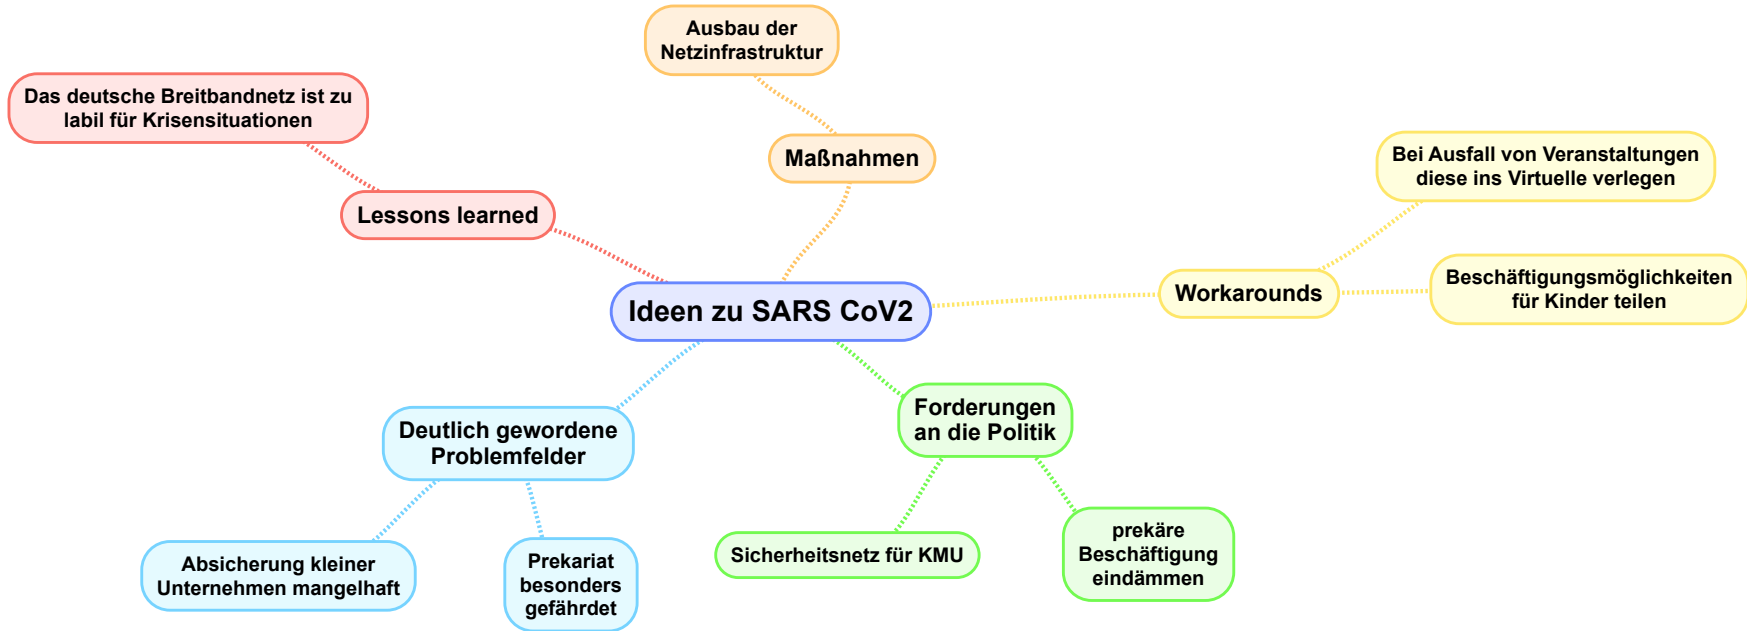 Ausbau der
Netzinfrastruktur
Das deutsche Breitbandnetz ist zu
labil für Krisensituationen
Maßnahmen
Bei Ausfall von Veranstaltungen
diese ins Virtuelle verlegen
Lessons learned
Beschäftigungsmöglichkeiten
für Kinder teilen
Workarounds
Ideen zu SARS CoV2
Deutlich gewordene
Problemfelder
Forderungen
an die Politik
Absicherung kleiner
Unternehmen mangelhaft
Prekariat
besonders
gefährdet
Sicherheitsnetz für KMU
prekäre
Beschäftigung
eindämmen